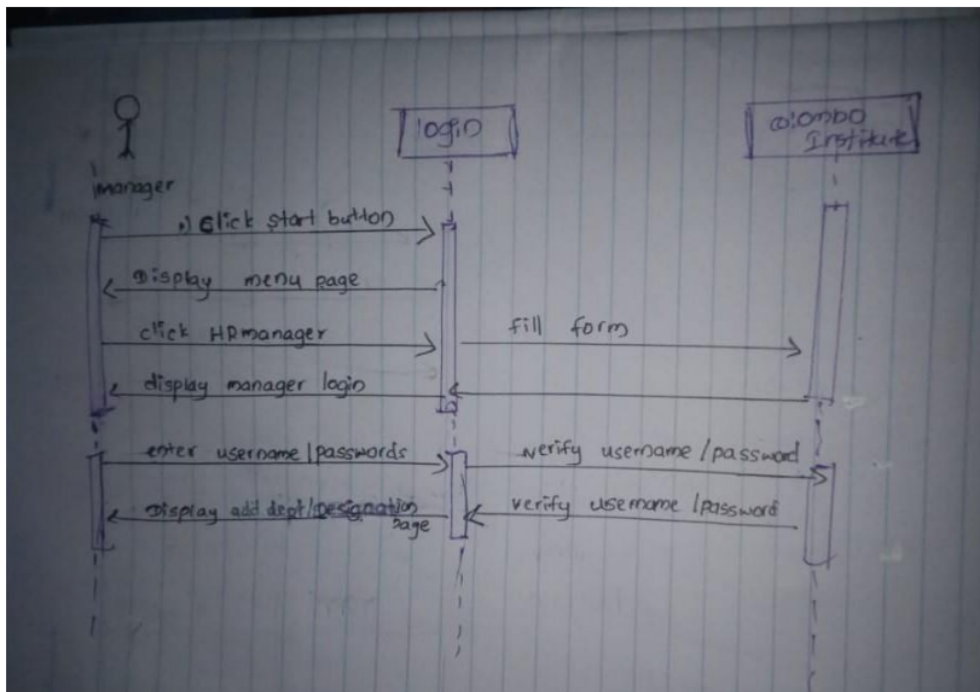 login
Colombo
Institute
manager
1) Click start button
Display menu page
click HRmanager
fill form
display manager login
enter username/passwords
verify username/password
Display add dept/Designation
page
verify username/password